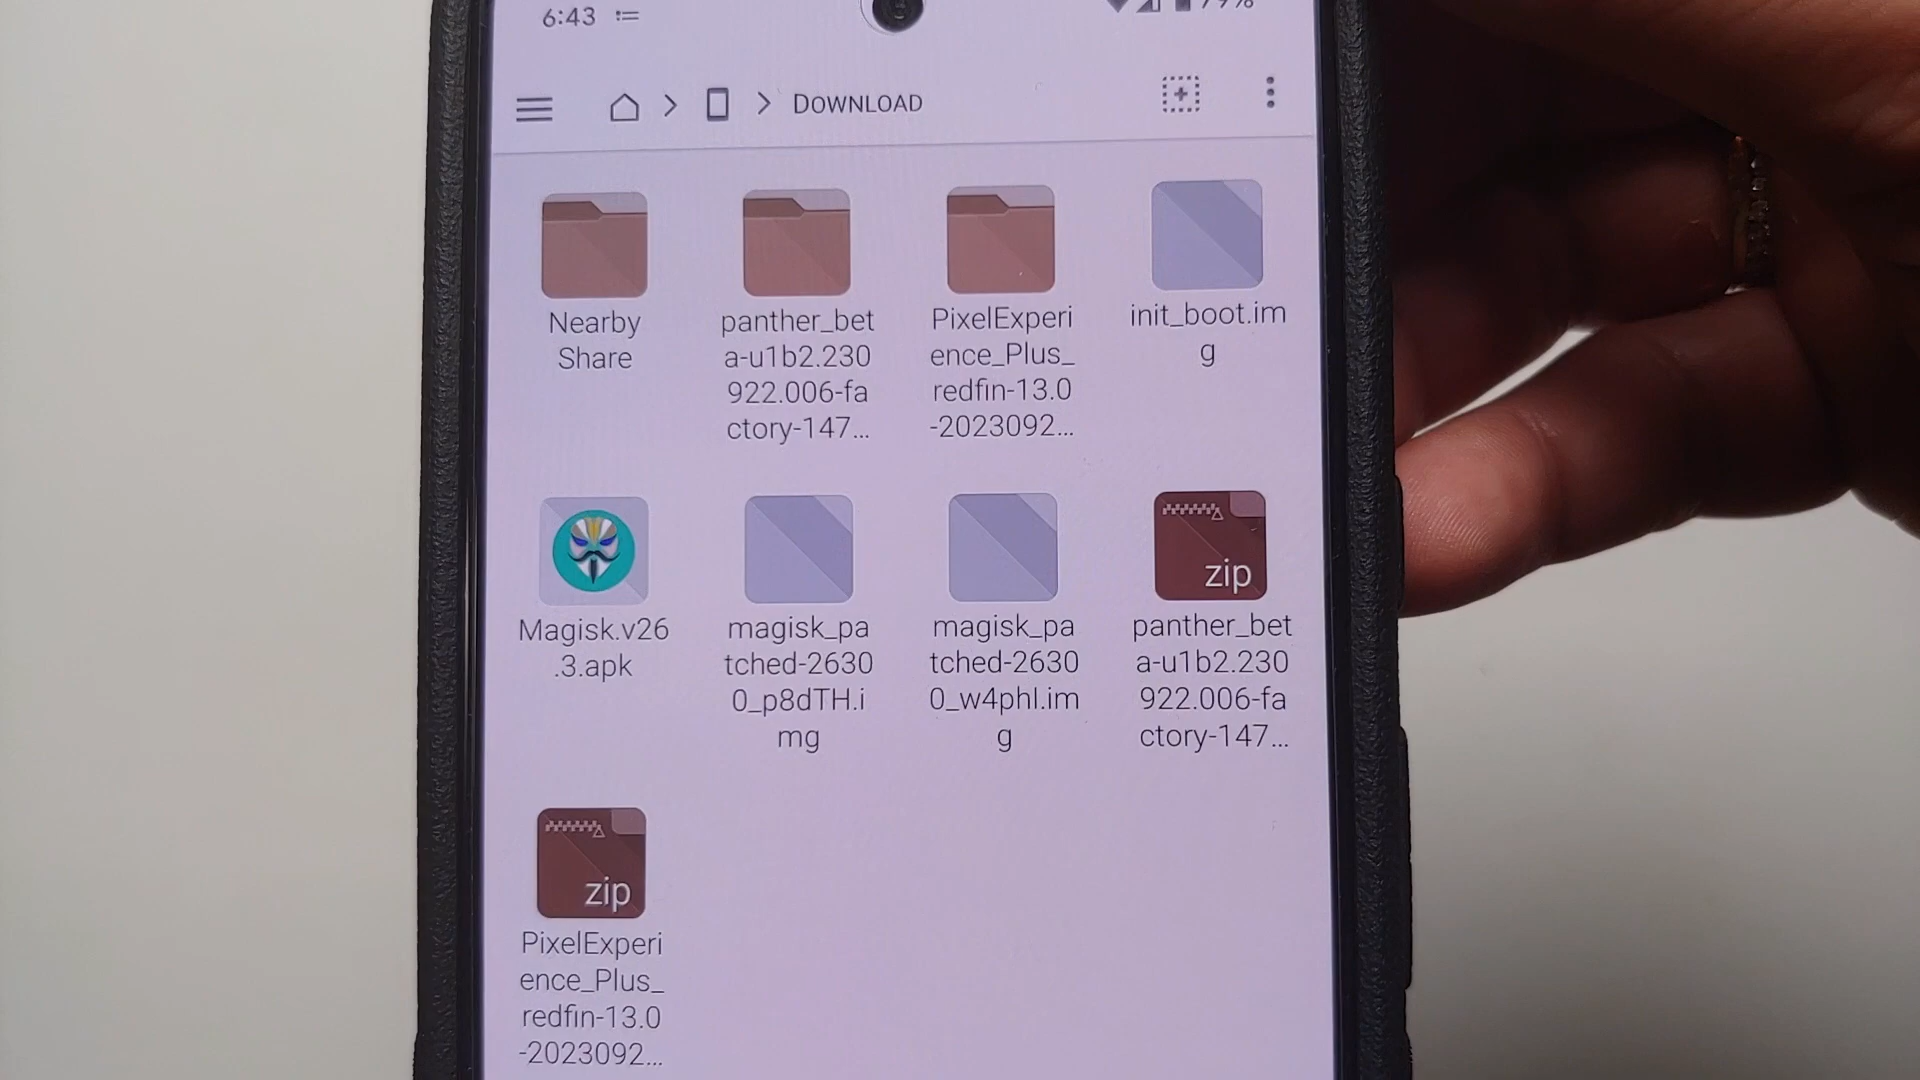 6:43
79%
DOWNLOAD
Nearby
Share
panther_bet
a-u1b2.230
922.006-fa
ctory-147...
PixelExperi
ence_Plus_
redfin-13.0
-2023092...
init_boot.im
g
Magisk.v26
.3.apk
magisk_pa
tched-2630
0_p8dTH.i
mg
magisk_pa
tched-2630
0_w4phI.im
g
zip
panther_bet
a-u1b2.230
922.006-fa
ctory-147...
zip
PixelExperi
ence_Plus_
redfin-13.0
-2023092...